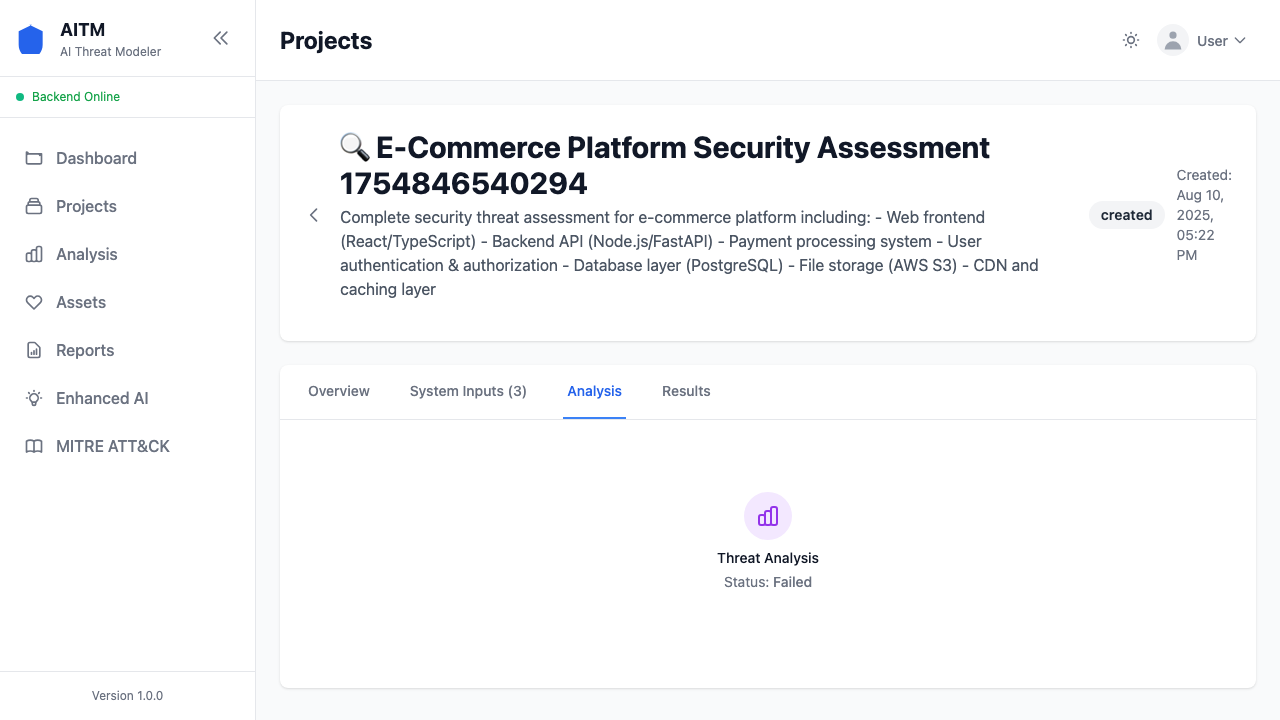 AITM
AI Threat Modeler
Backend Online
Dashboard
Projects
Analysis
Assets
Reports
Enhanced AI
MITRE ATT&CK
Version 1.0.0
Projects
User
🔍 E-Commerce Platform Security Assessment
1754846540294
Complete security threat assessment for e-commerce platform including: - Web frontend
(React/TypeScript) - Backend API (Node.js/FastAPI) - Payment processing system - User
authentication & authorization - Database layer (PostgreSQL) - File storage (AWS S3) - CDN and
caching layer
created
Created:
Aug 10,
2025,
05:22
PM
Overview
System Inputs (3)
Analysis
Results
Threat Analysis
Status: Failed